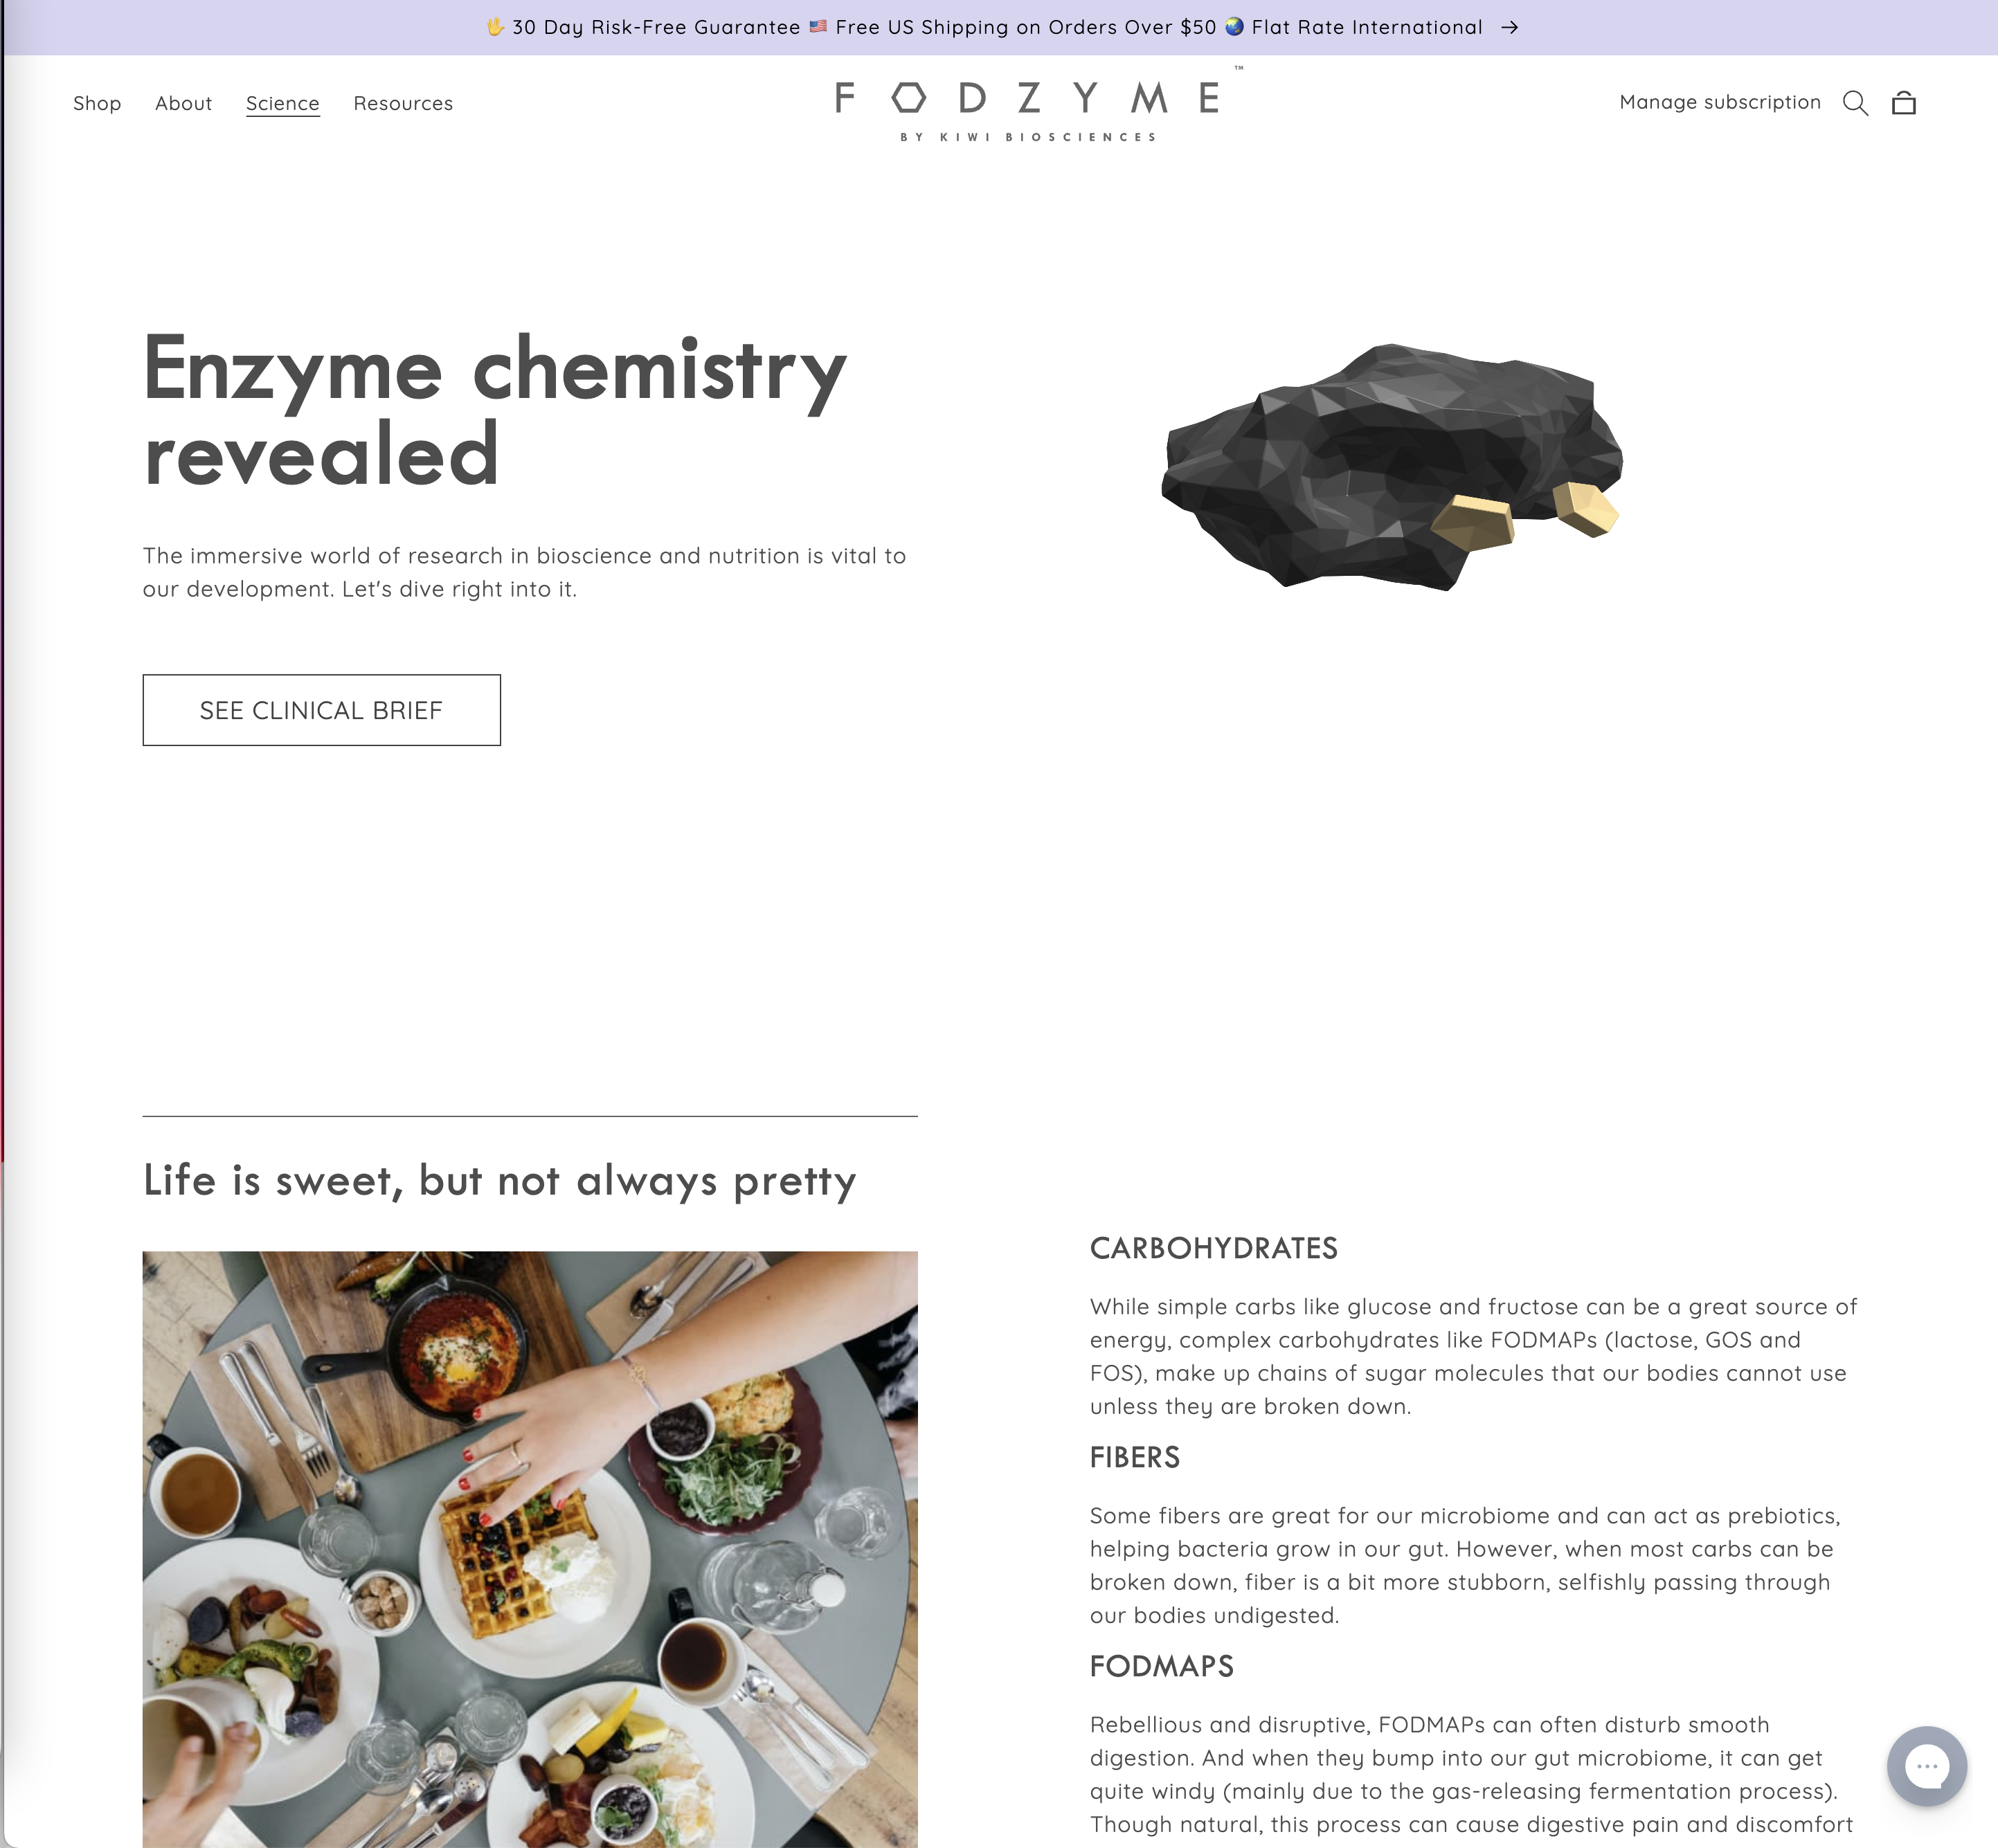 🖖 30 Day Risk-Free Guarantee 🇺🇸 Free US Shipping on Orders Over $50 🌏 Flat Rate International →
Shop About Science Resources
FODZYME™
BY KIWI BIOSCIENCES
Manage subscription
Enzyme chemistry
revealed
The immersive world of research in bioscience and nutrition is vital to
our development. Let's dive right into it.
SEE CLINICAL BRIEF
Life is sweet, but not always pretty
CARBOHYDRATES
While simple carbs like glucose and fructose can be a great source of
energy, complex carbohydrates like FODMAPs (lactose, GOS and
FOS), make up chains of sugar molecules that our bodies cannot use
unless they are broken down.
FIBERS
Some fibers are great for our microbiome and can act as prebiotics,
helping bacteria grow in our gut. However, when most carbs can be
broken down, fiber is a bit more stubborn, selfishly passing through
our bodies undigested.
FODMAPS
Rebellious and disruptive, FODMAPs can often disturb smooth
digestion. And when they bump into our gut microbiome, it can get
quite windy (mainly due to the gas-releasing fermentation process).
Though natural, this process can cause digestive pain and discomfort